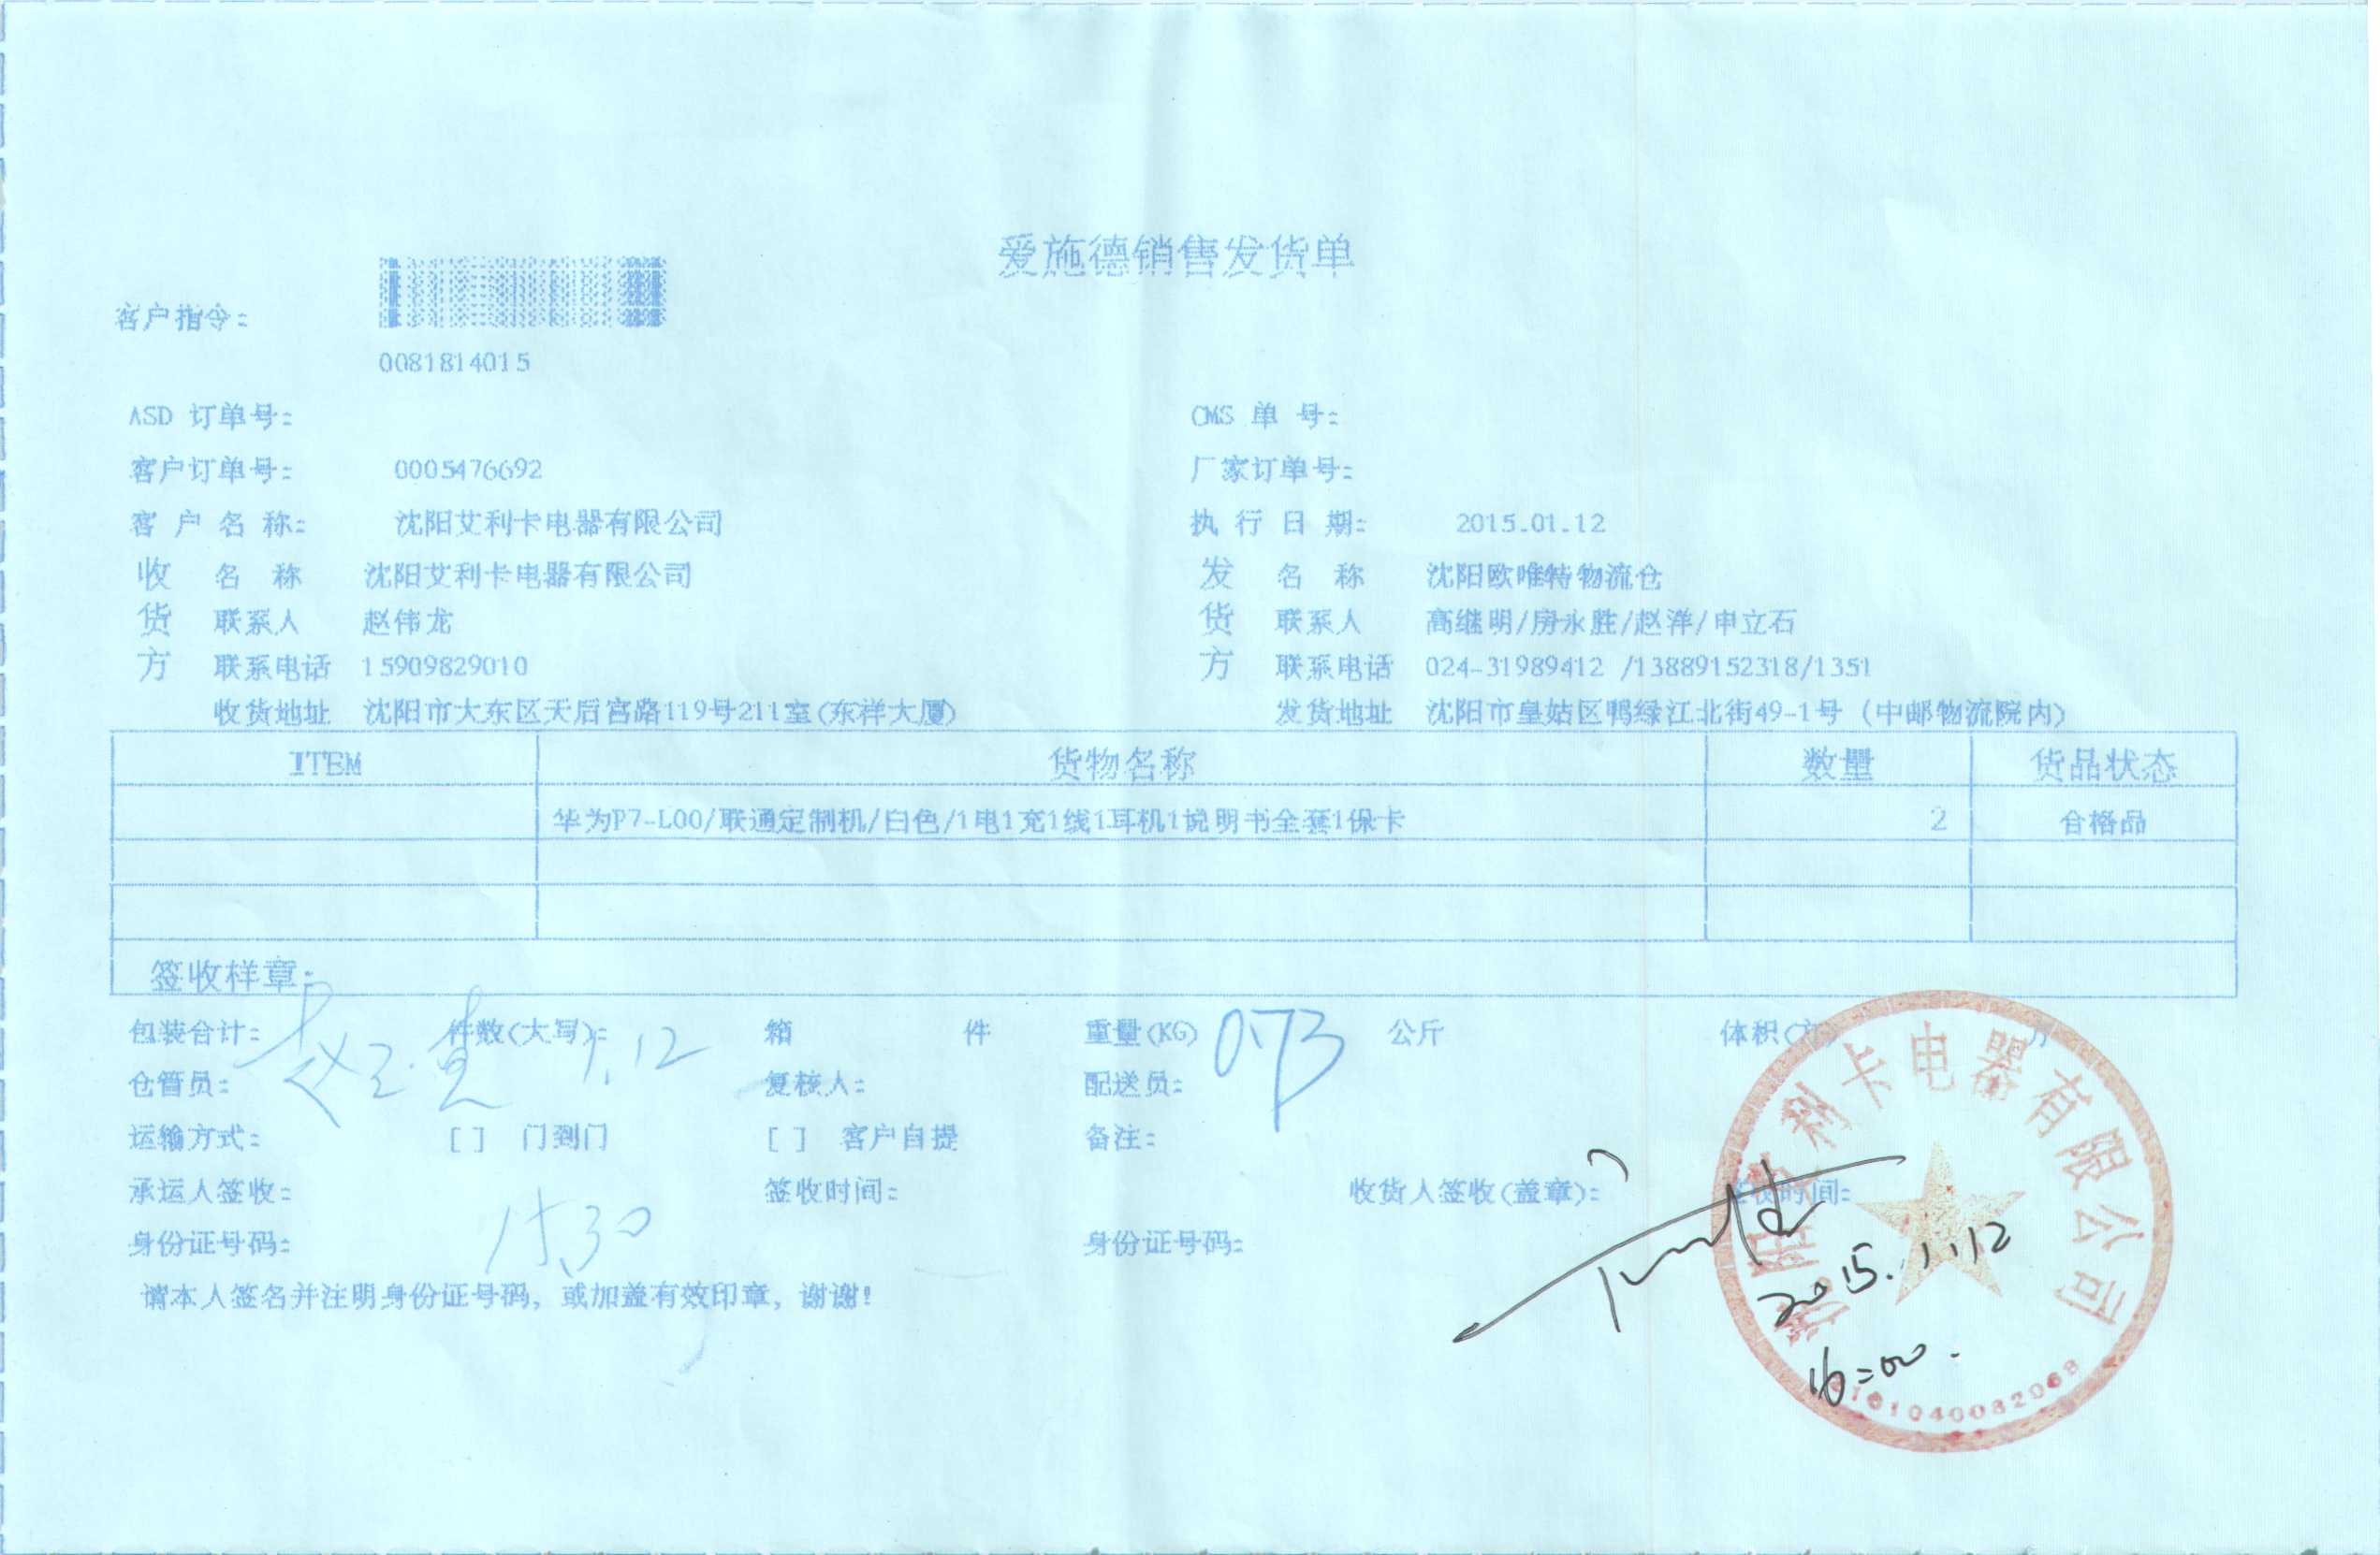 爱施德销售发货单
客户指令:
0081814015
ASD 订单号: CMS 单 号:
客户订单号: 0005476692 厂家订单号:
客 户 名 称: 沈阳艾利卡电器有限公司 执 行 日 期: 2015.01.12
收 名 称 沈阳艾利卡电器有限公司 发 名 称 沈阳欧唯特物流仓
货 联系人 赵伟龙 货 联系人 高继明/房永胜/赵洋/申立石
方 联系电话 15909829010 方 联系电话 024-31989412 /13889152318/1351
收货地址 沈阳市大东区天后宫路119号211室(东祥大厦) 发货地址 沈阳市皇姑区鸭绿江北街49-1号 (中邮物流院内)
ITEM 货物名称 数量 货品状态
华为P7-L00/联通定制机/白色/1电1充1线1耳机1说明书全套1保卡 2 合格品
签收样章:
包装合计: 件数(大写): 1.12 箱 件 重量(KG) 0.73 公斤 体积(方) 方
仓管员: 复核人: 配送员:
运输方式: [ ] 门到门 [ ] 客户自提 备注:
承运人签收: 签收时间: 收货人签收(盖章): 签收时间:
身份证号码: 15.30 身份证号码:
请本人签名并注明身份证号码, 或加盖有效印章, 谢谢!
沈阳艾利卡电器有限公司
2015.1.12
16:00.